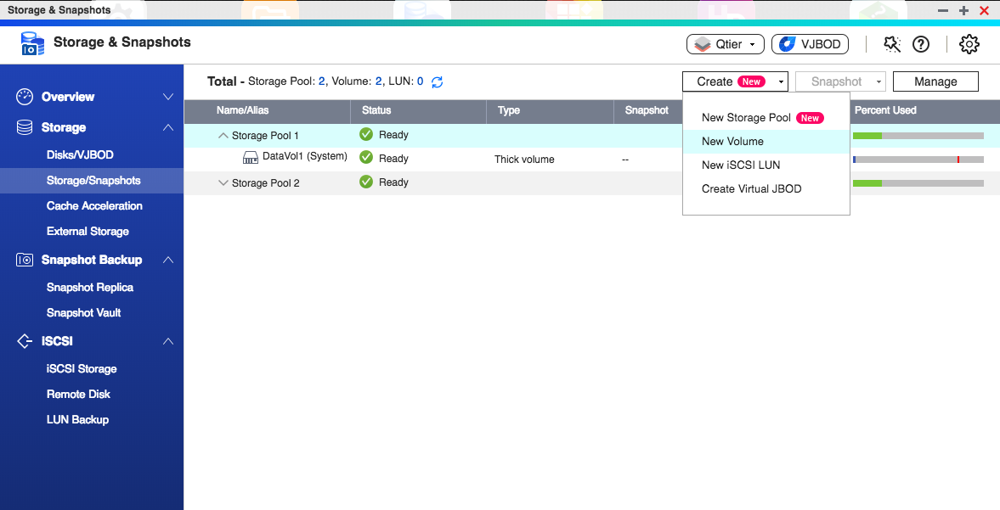 Storage & Snapshots
Storage & Snapshots
Qtier
VJBOD
Overview
Storage
Disks/VJBOD
Storage/Snapshots
Cache Acceleration
External Storage
Snapshot Backup
Snapshot Replica
Snapshot Vault
iSCSI
iSCSI Storage
Remote Disk
LUN Backup
Total - Storage Pool: 2, Volume: 2, LUN: 0
Create New
Snapshot
Manage
Name/Alias Status Type Snapshot Percent Used
Storage Pool 1 Ready
DataVol1 (System) Ready Thick volume --
Storage Pool 2 Ready
New Storage Pool New
New Volume
New iSCSI LUN
Create Virtual JBOD